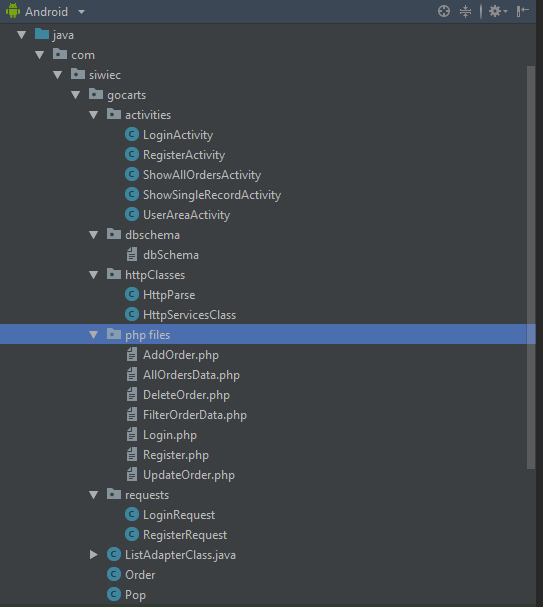 Android
java
com
siwiec
gocarts
activities
LoginActivity
RegisterActivity
ShowAllOrdersActivity
ShowSingleRecordActivity
UserAreaActivity
dbschema
dbSchema
httpClasses
HttpParse
HttpServicesClass
php files
AddOrder.php
AllOrdersData.php
DeleteOrder.php
FilterOrderData.php
Login.php
Register.php
UpdateOrder.php
requests
LoginRequest
RegisterRequest
ListAdapterClass.java
Order
Pop